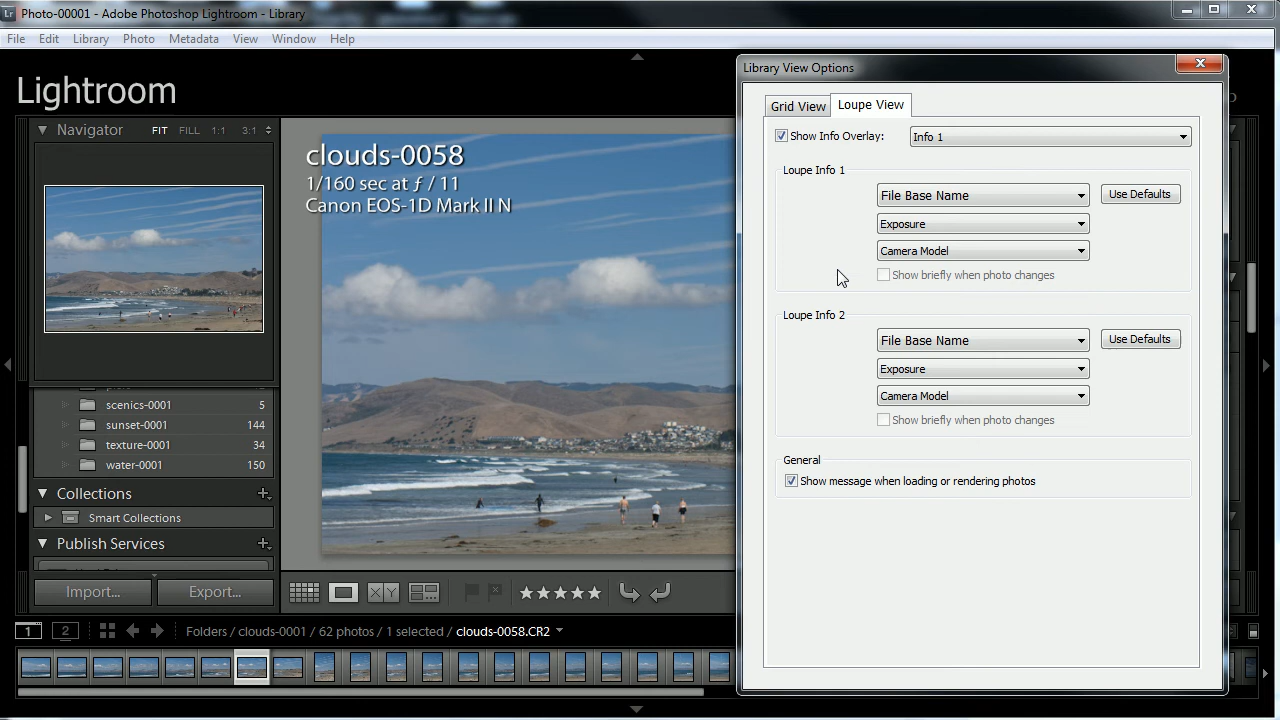 Photo-00001 - Adobe Photoshop Lightroom - Library
File Edit Library Photo Metadata View Window Help
Lightroom
Navigator FIT FILL 1:1 3:1
clouds-0058
1/160 sec at ƒ / 11
Canon EOS-1D Mark II N
scenics-0001 5
sunset-0001 144
texture-0001 34
water-0001 150
Collections
Smart Collections
Publish Services
Import... Export...
XY
1 2 Folders / clouds-0001 / 62 photos / 1 selected / clouds-0058.CR2
Library View Options
Grid View Loupe View
Show Info Overlay: Info 1
Loupe Info 1
File Base Name Use Defaults
Exposure
Camera Model
Show briefly when photo changes
Loupe Info 2
File Base Name Use Defaults
Exposure
Camera Model
Show briefly when photo changes
General
Show message when loading or rendering photos